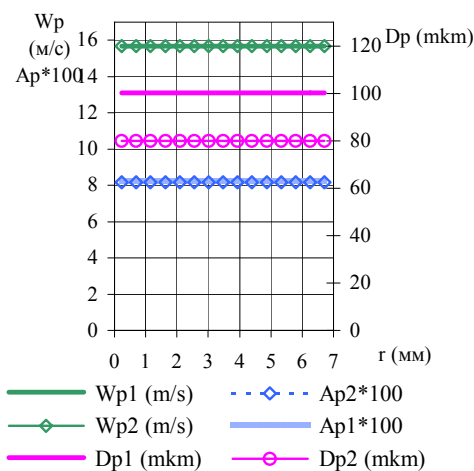 Wp
(м/с)
Ap*100
Dp (mkm)
16
14
12
10
8
6
4
2
0
120
100
80
60
40
20
0
0 1 2 3 4 5 6 7
r (мм)
Wp1 (m/s)
Ap2*100
Wp2 (m/s)
Ap1*100
Dp1 (mkm)
Dp2 (mkm)